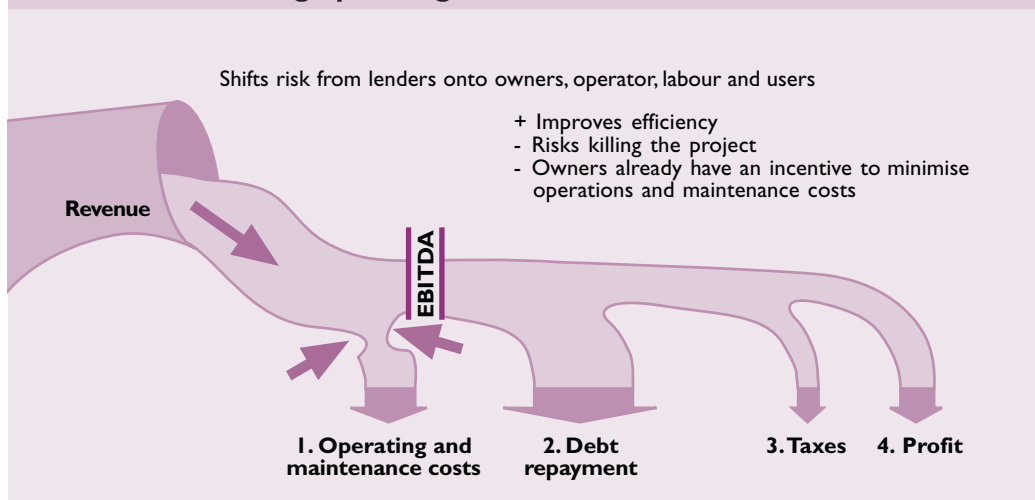 Shifts risk from lenders onto owners, operator, labour and users
+ Improves efficiency
- Risks killing the project
- Owners already have an incentive to minimise
operations and maintenance costs
Revenue
EBITDA
1. Operating and
maintenance costs
2. Debt
repayment
3. Taxes
4. Profit